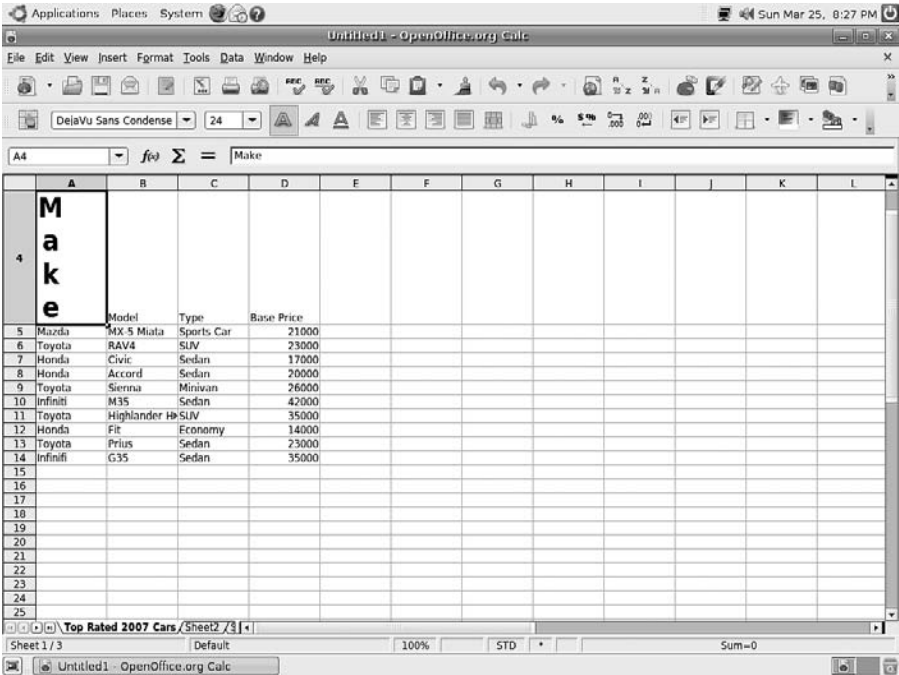 Applications Places System Sun Mar 25, 8:27 PM
Untitled1 - OpenOffice.org Calc
File Edit View Insert Format Tools Data Window Help
DejaVu Sans Condense 24
A4 f(x) Σ = Make
A B C D E F G H I J K L
4 M
a
k
e Model Type Base Price
5 Mazda MX-5 Miata Sports Car 21000
6 Toyota RAV4 SUV 23000
7 Honda Civic Sedan 17000
8 Honda Accord Sedan 20000
9 Toyota Sienna Minivan 26000
10 Infiniti M35 Sedan 42000
11 Toyota Highlander H SUV 35000
12 Honda Fit Economy 14000
13 Toyota Prius Sedan 23000
14 Infinifi G35 Sedan 35000
15
16
17
18
19
20
21
22
23
24
25
Top Rated 2007 Cars Sheet2
Sheet 1 / 3 Default 100% STD * Sum=0
Untitled1 - OpenOffice.org Calc